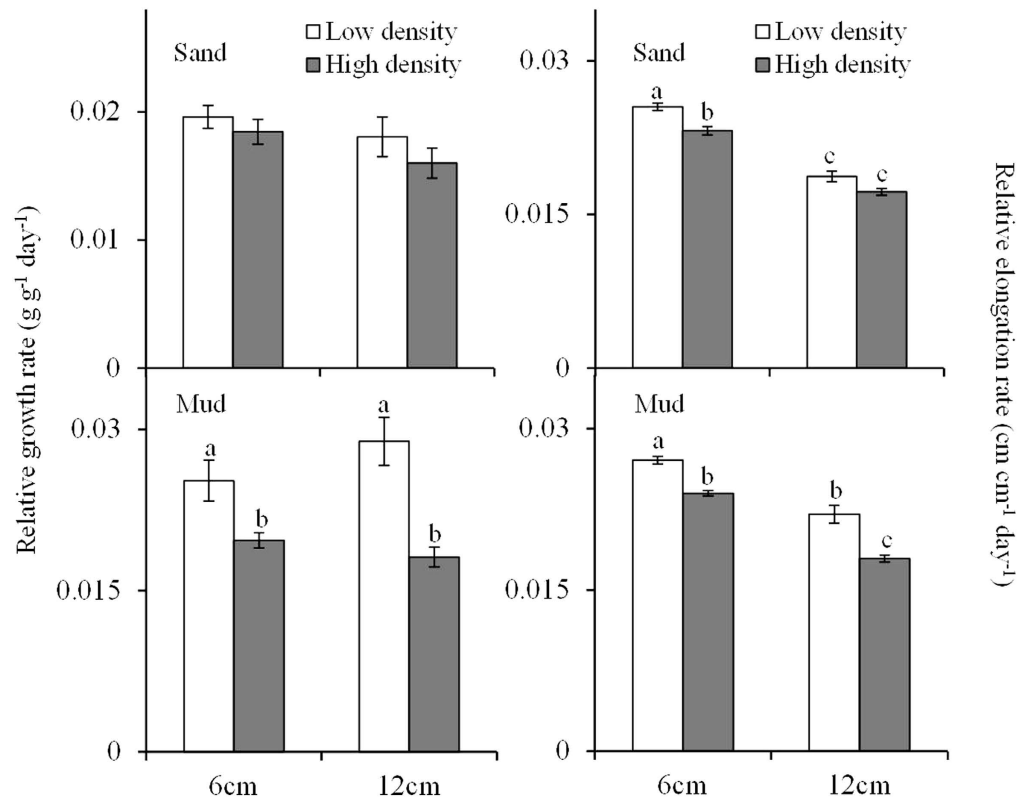 Relative growth rate (g g⁻¹ day⁻¹)
Sand
Low density
High density
0.02
0.01
0
Sand
Low density
High density
0.03
a
b
c
c
0.015
0
Mud
a
a
b
b
0.03
0.015
0
6cm
12cm
Mud
a
b
b
c
0.03
0.015
0
6cm
12cm
Relative elongation rate (cm cm⁻¹ day⁻¹)